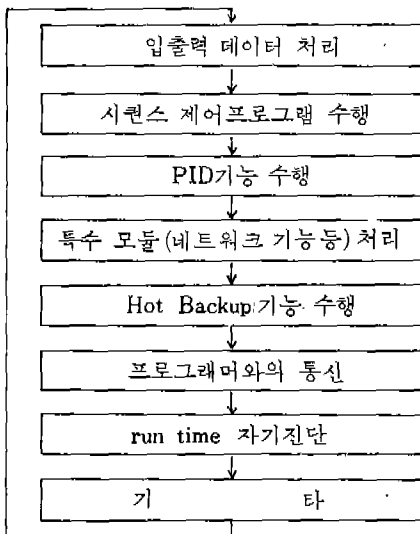 입출력 데이터 처리
시퀀스 제어프로그램 수행
PID기능 수행
특수 모듈(네트워크 기능등) 처리
Hot Backup기능 수행
프로그래머와의 통신
run time 자기진단
기 타